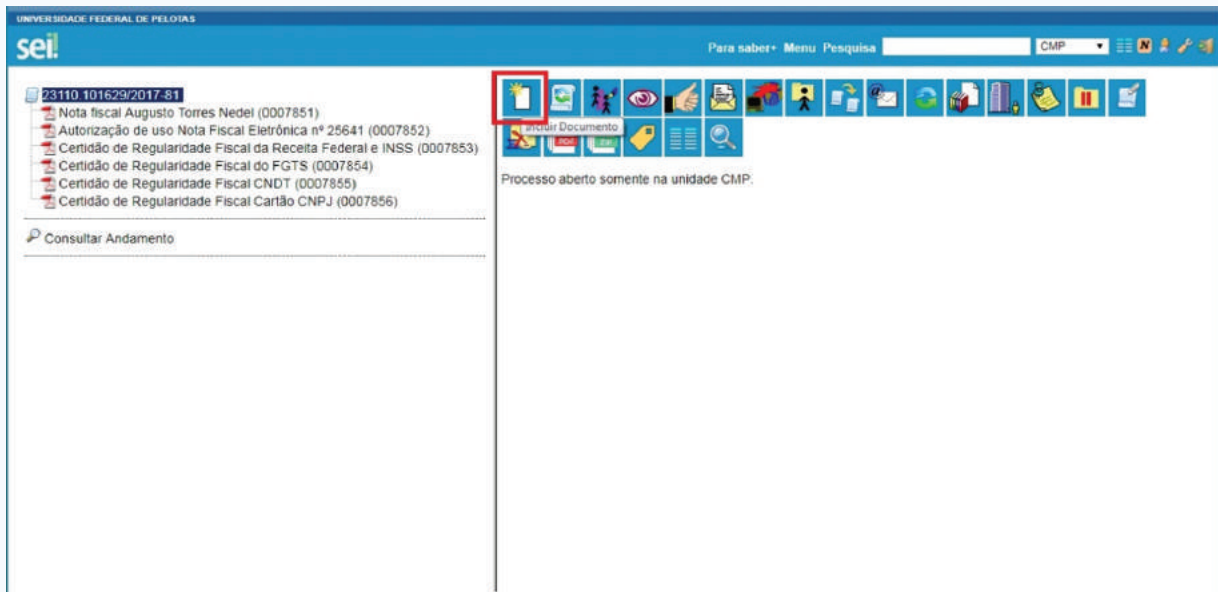 UNIVERSIDADE FEDERAL DE PELOTAS
sei!
Para saber+ Menu Pesquisa
CMP
23110.101629/2017-81
Nota fiscal Augusto Torres Nedel (0007851)
Autorização de uso Nota Fiscal Eletrônica nº 25641 (0007852)
Certidão de Regularidade Fiscal da Receita Federal e INSS (0007853)
Certidão de Regularidade Fiscal do FGTS (0007854)
Certidão de Regularidade Fiscal CNDT (0007855)
Certidão de Regularidade Fiscal Cartão CNPJ (0007856)
Consultar Andamento
Incluir Documento
PDF
Processo aberto somente na unidade CMP.